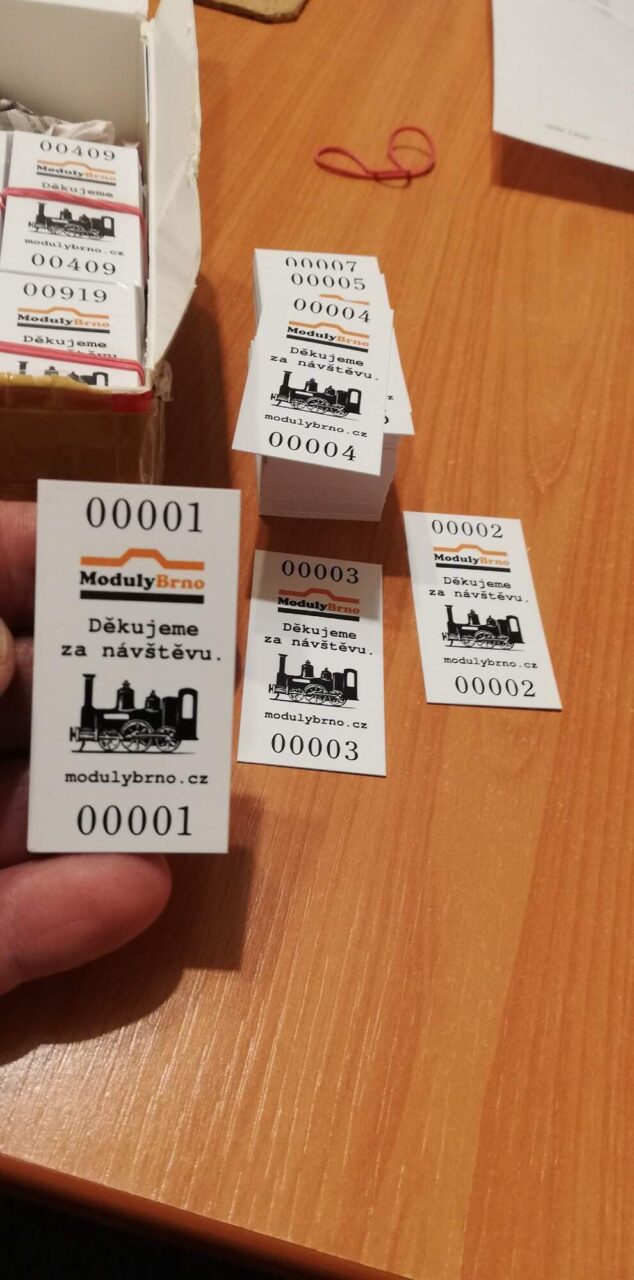 00409
ModulyBrno
Děkujeme
modulybrno.cz
00409
00919
ModulyBrno
Děkujeme
00007
00005
00004
ModulyBrno
Děkujeme
za návštěvu.
modulybrno.cz
00004
00001
ModulyBrno
Děkujeme
za návštěvu.
modulybrno.cz
00001
00003
ModulyBrno
Děkujeme
za návštěvu.
modulybrno.cz
00003
00002
ModulyBrno
Děkujeme
za návštěvu.
modulybrno.cz
00002